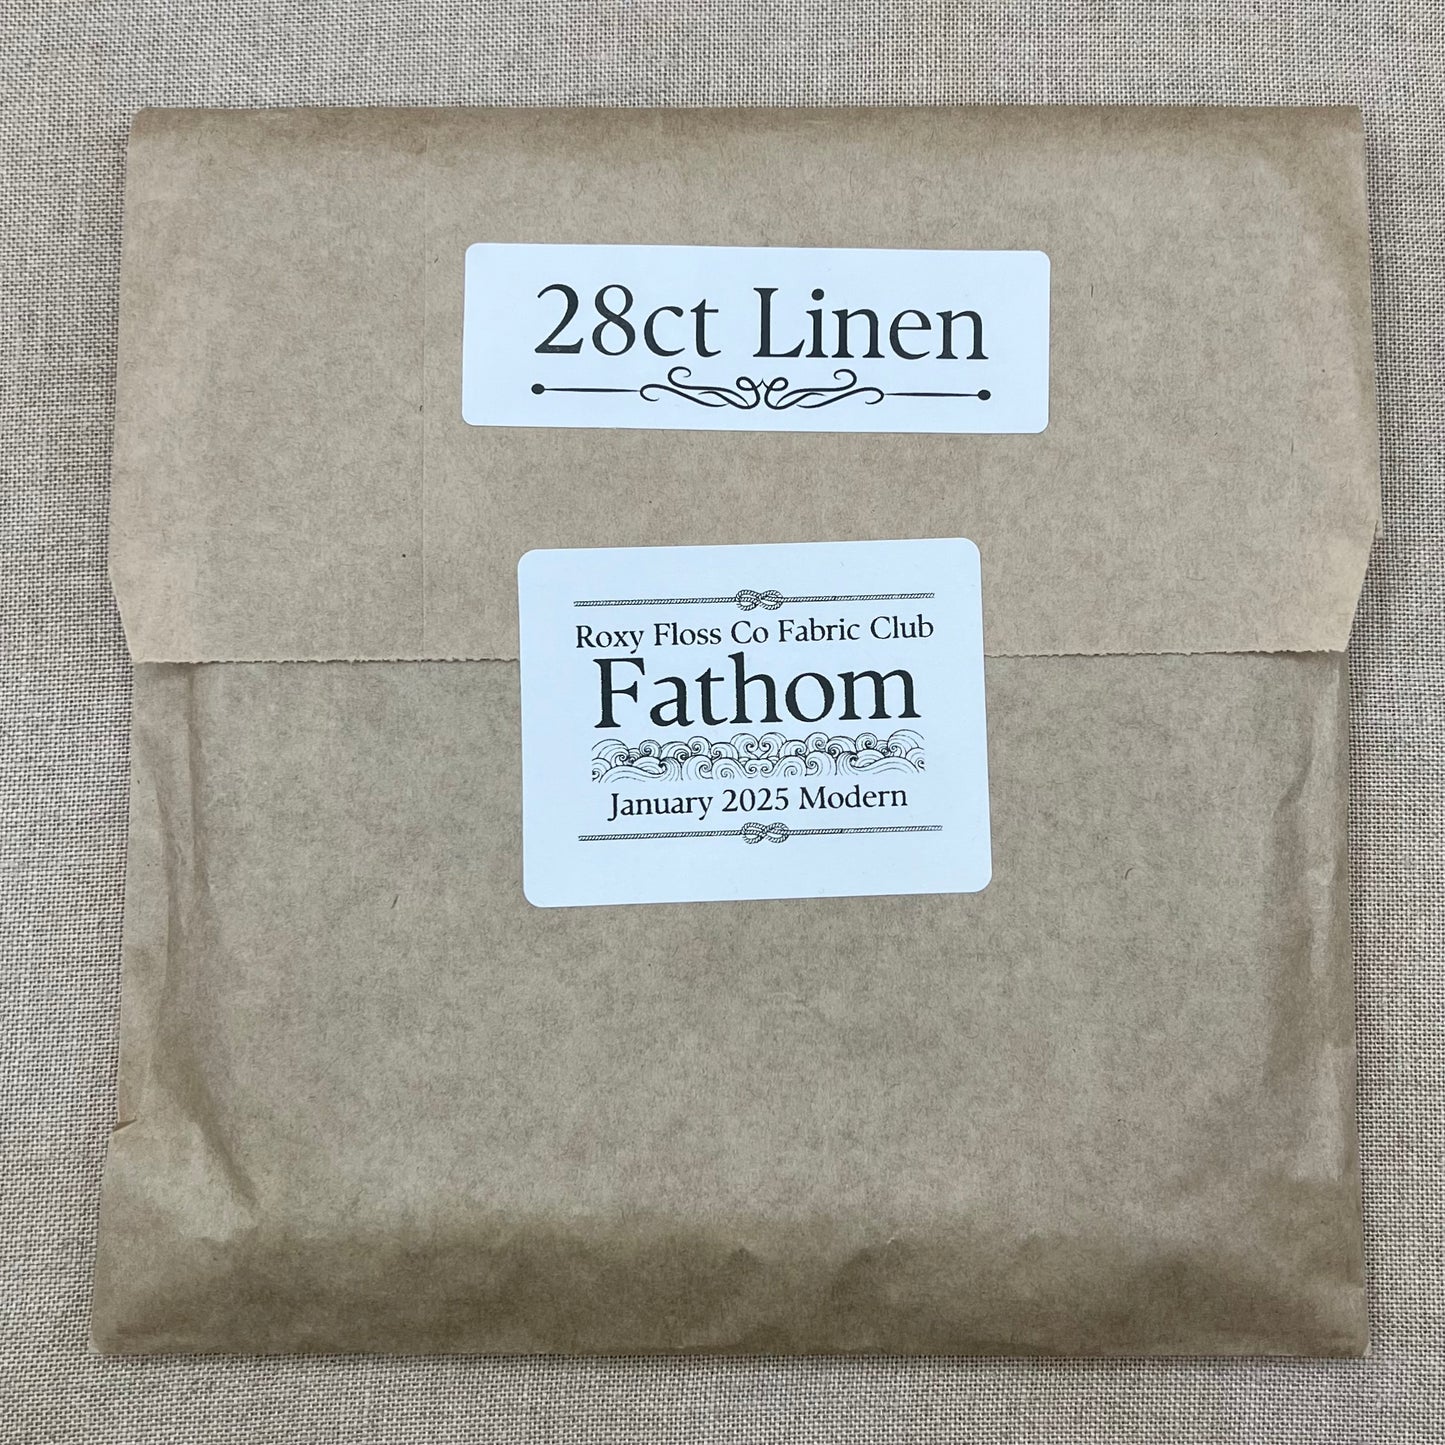 28ct Linen
Roxy Floss Co Fabric Club
Fathom
January 2025 Modern